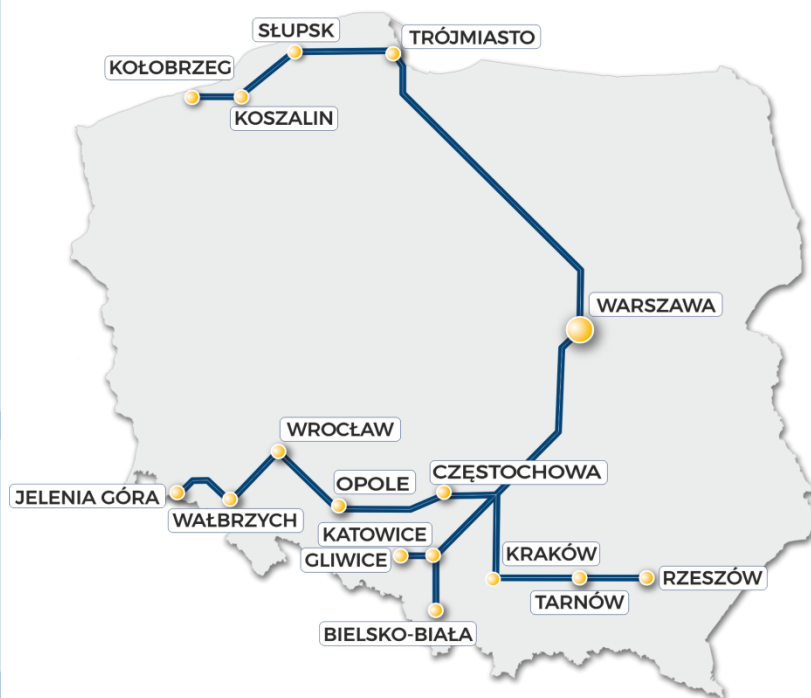 SŁUPSK
TRÓJMIASTO
KOŁOBRZEG
KOSZALIN
WARSZAWA
WROCŁAW
CZĘSTOCHOWA
OPOLE
JELENIA GÓRA
WAŁBRZYCH
KATOWICE
GLIWICE
KRAKÓW
RZESZÓW
TARNÓW
BIELSKO-BIAŁA